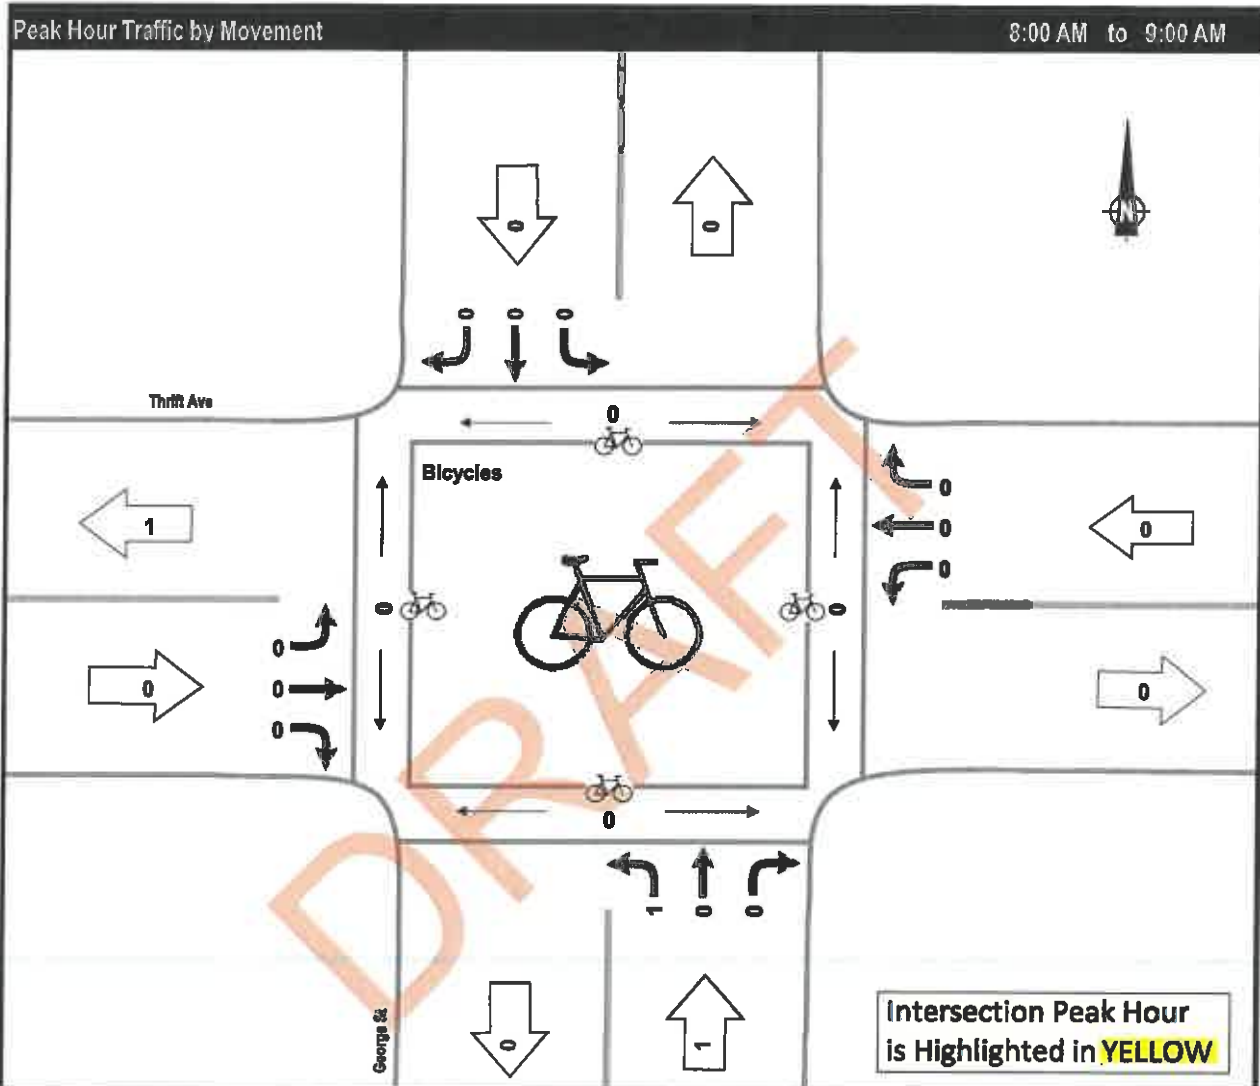 Peak Hour Traffic by Movement 8:00 AM to 9:00 AM
N
0 0
0 0 0
Thrift Ave
0
Bicycles
0
1 0 0
0
0 0
0
0 0 0 0
0
0
1 0 0
DRAFT
George St
0 1
Intersection Peak Hour
is Highlighted in YELLOW